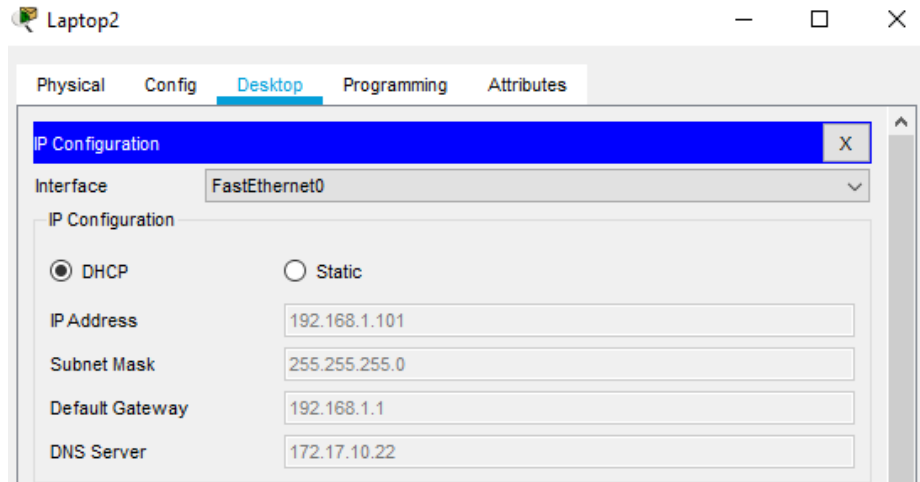 Laptop2
Physical Config Desktop Programming Attributes
IP Configuration X
Interface FastEthernet0
IP Configuration
DHCP Static
IP Address 192.168.1.101
Subnet Mask 255.255.255.0
Default Gateway 192.168.1.1
DNS Server 172.17.10.22